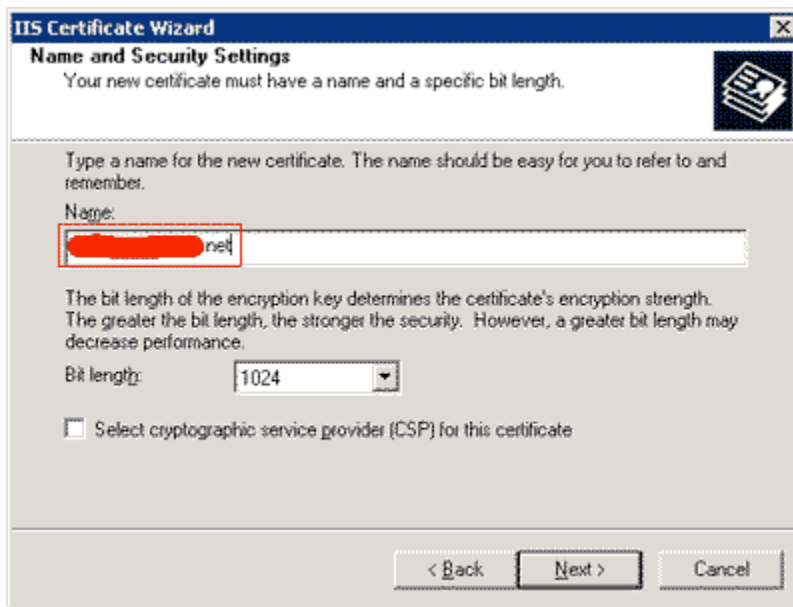 IIS Certificate Wizard
Name and Security Settings
Your new certificate must have a name and a specific bit length.
Type a name for the new certificate. The name should be easy for you to refer to and
remember.
Name:
net
The bit length of the encryption key determines the certificate's encryption strength.
The greater the bit length, the stronger the security. However, a greater bit length may
decrease performance.
Bit length: 1024
Select cryptographic service provider (CSP) for this certificate
< Back Next > Cancel